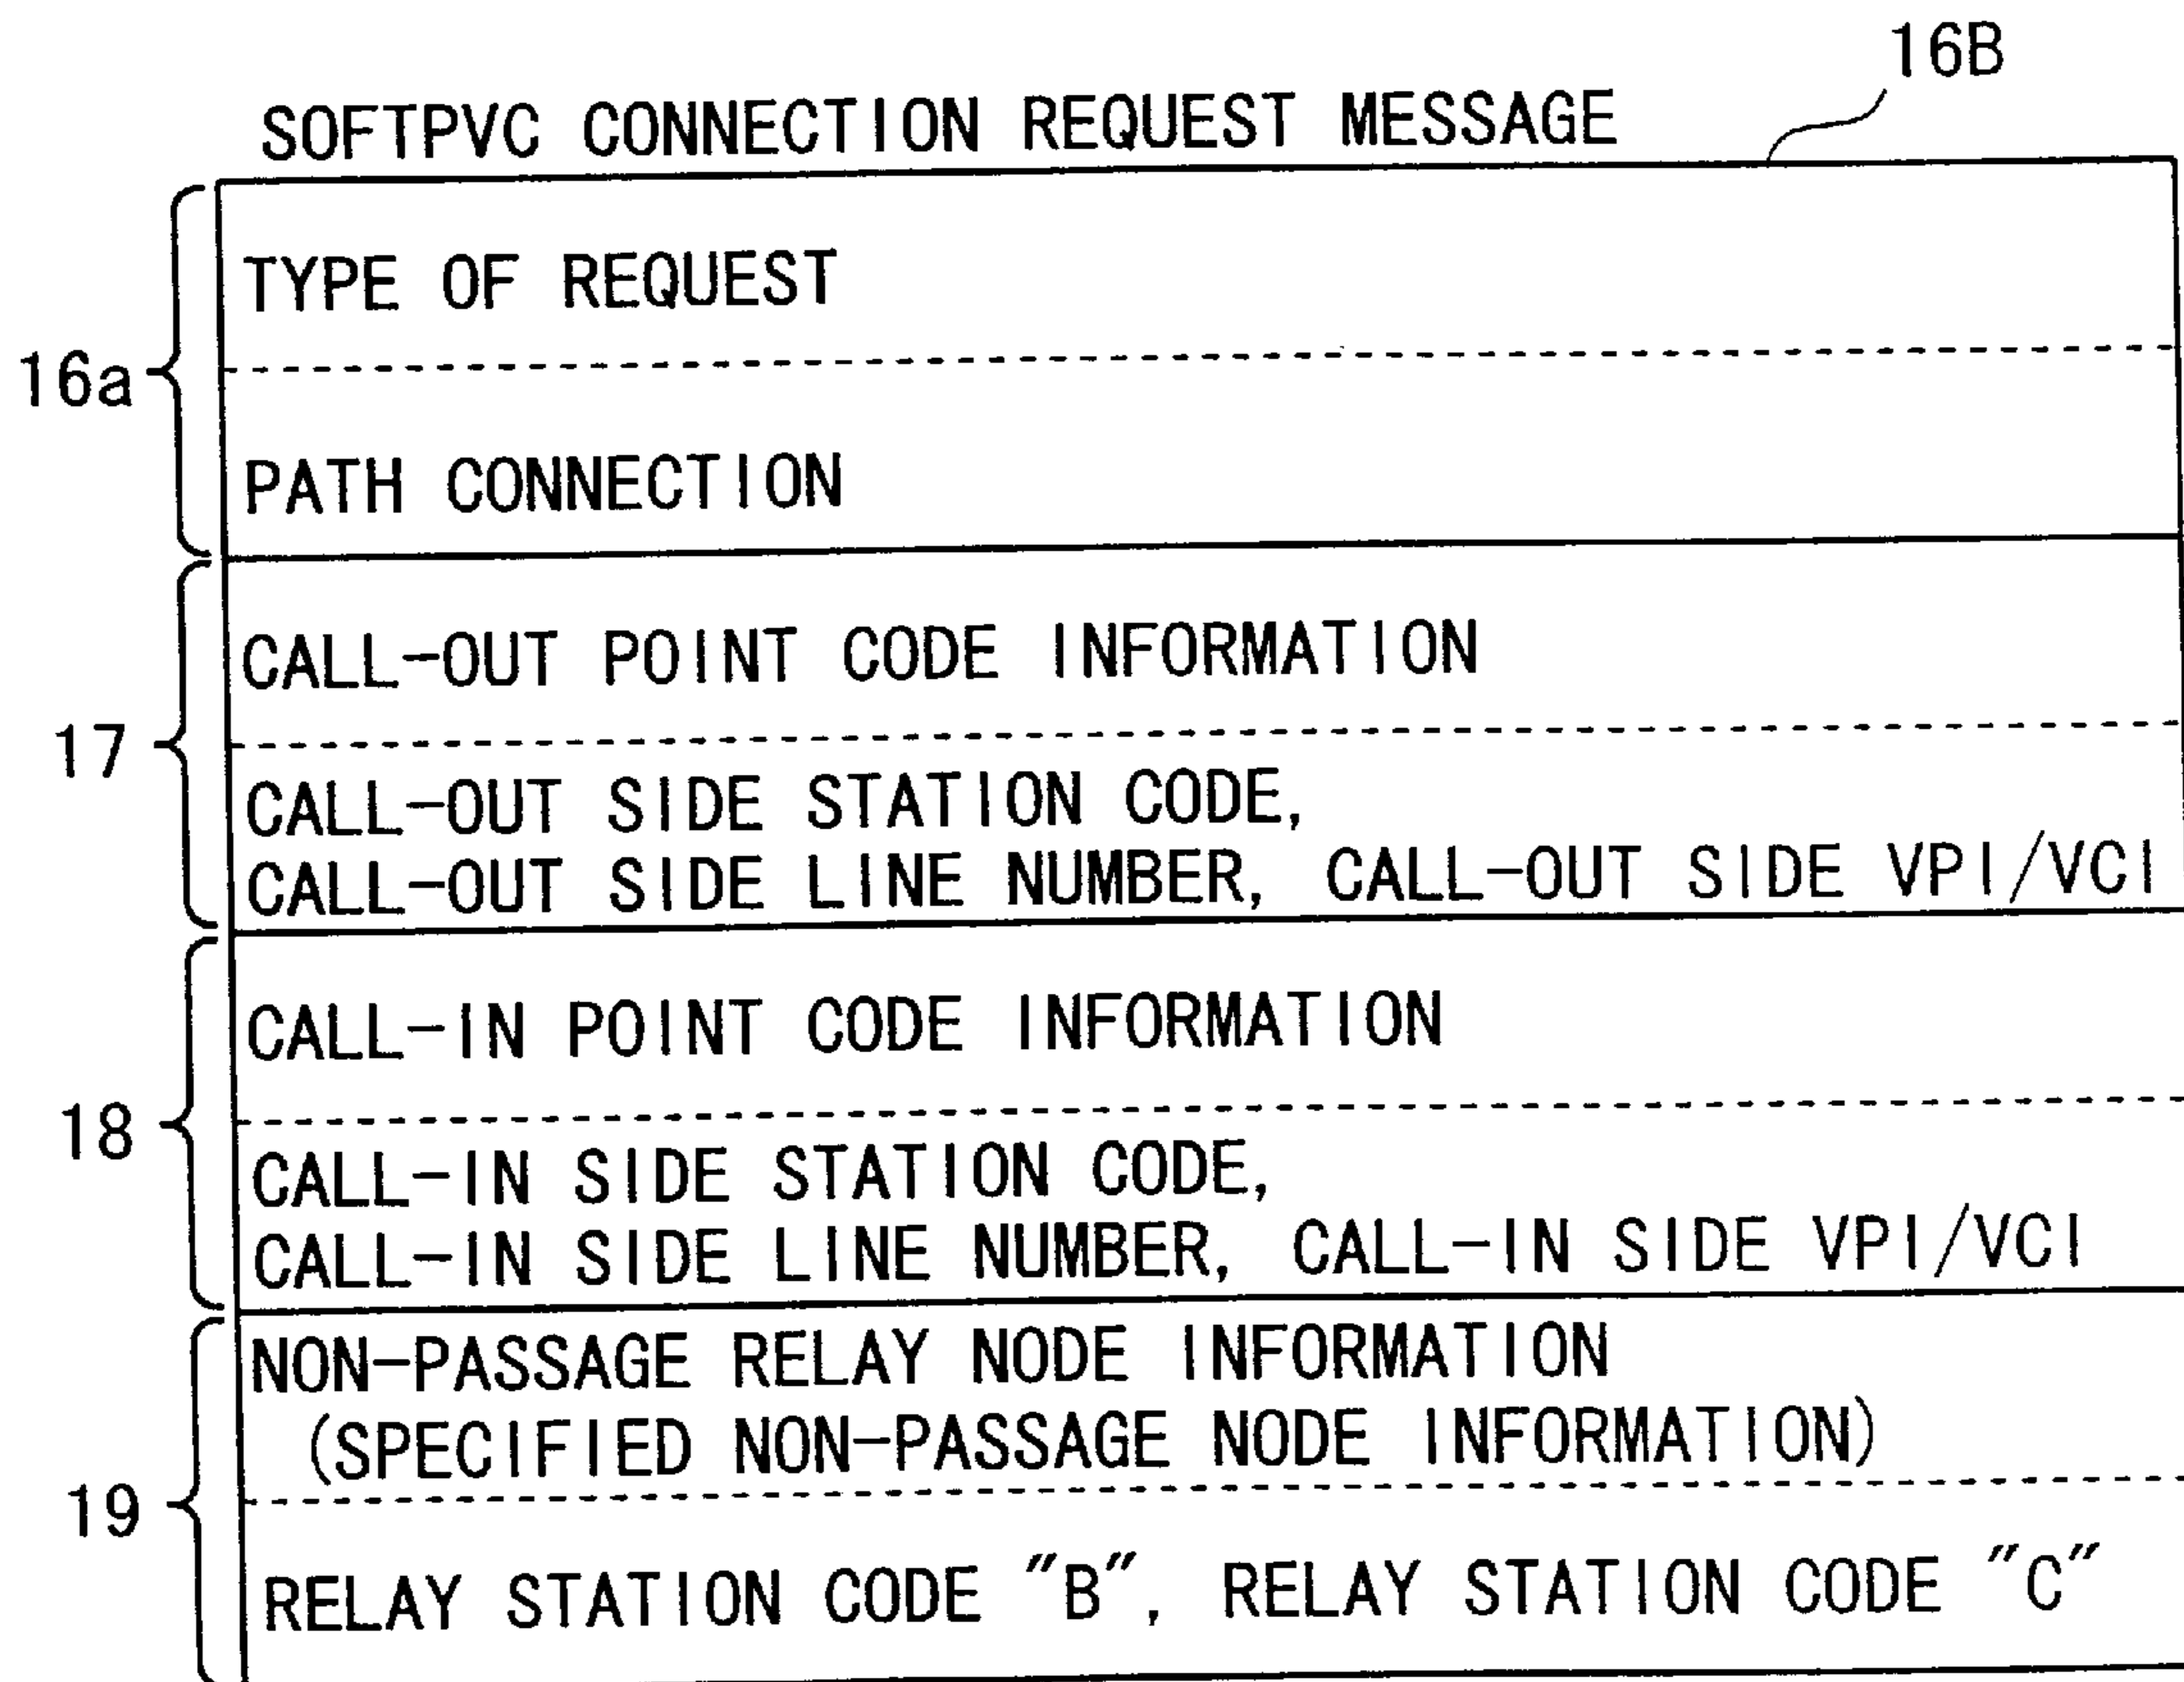 16B
SOFTPVC CONNECTION REQUEST MESSAGE
TYPE OF REQUEST
16a
PATH CONNECTION
CALL-OUT POINT CODE INFORMATION
17
CALL-OUT SIDE STATION CODE,
CALL-OUT SIDE LINE NUMBER, CALL-OUT SIDE VPI/VCI
CALL-IN POINT CODE INFORMATION
18
CALL-IN SIDE STATION CODE,
CALL-IN SIDE LINE NUMBER, CALL-IN SIDE VPI/VCI
NON-PASSAGE RELAY NODE INFORMATION
(SPECIFIED NON-PASSAGE NODE INFORMATION)
19
RELAY STATION CODE "B", RELAY STATION CODE "C"